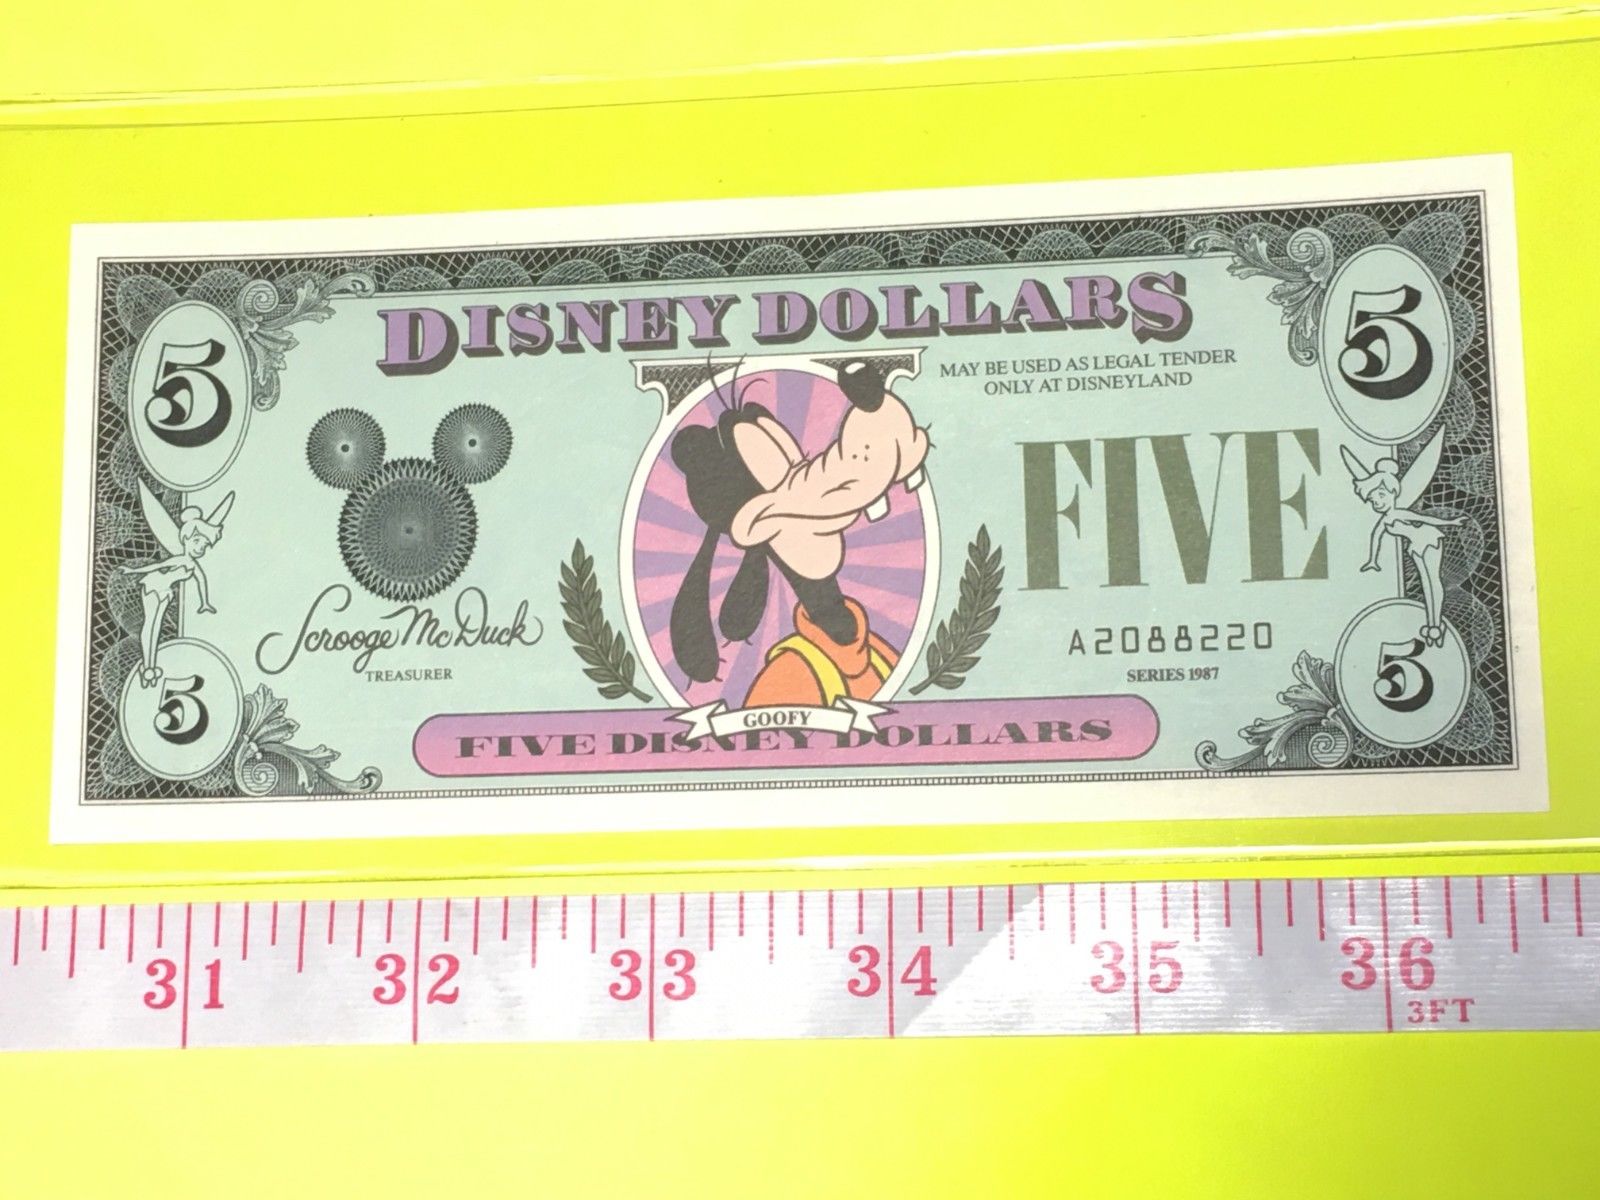 DISNEY DOLLARS
MAY BE USED AS LEGAL TENDER
ONLY AT DISNEYLAND
5
5
FIVE
Scrooge McDuck
TREASURER
A2088220
SERIES 1987
5
5
GOOFY
FIVE DISNEY DOLLARS
31 32 33 34 35 36
3FT